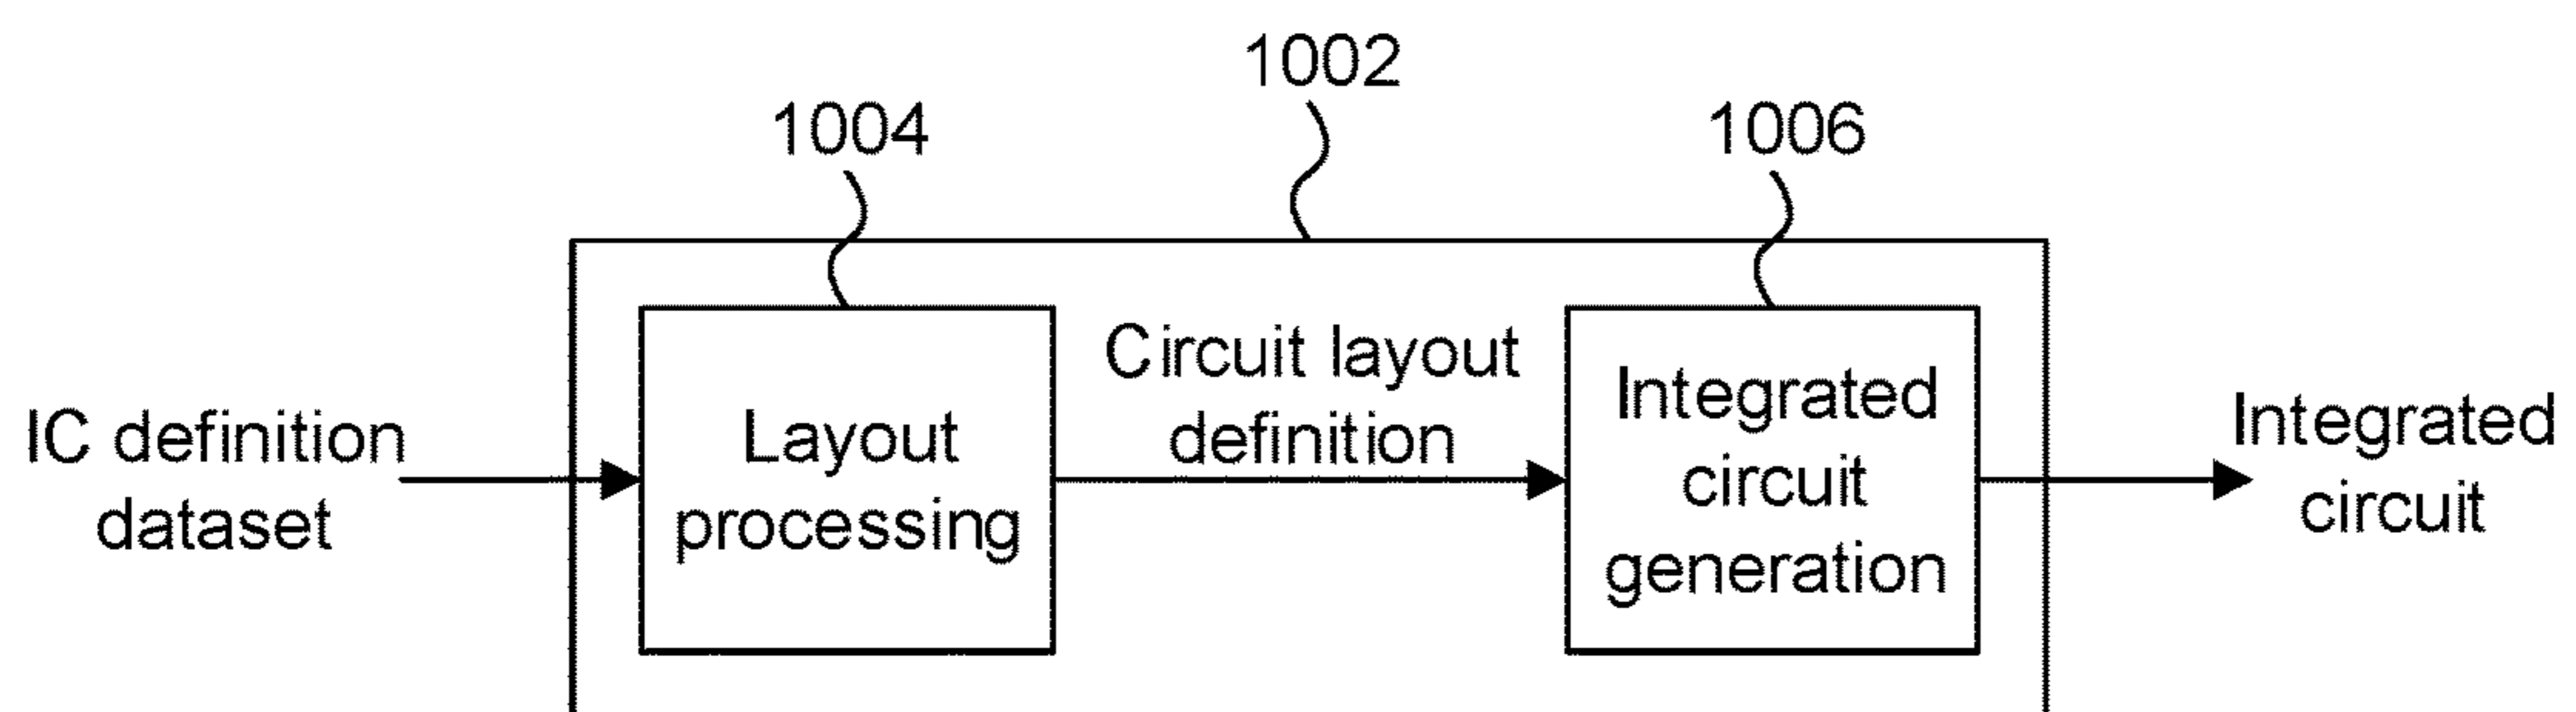 1002
1004
1006
IC definition
dataset
Layout
processing
Circuit layout
definition
Integrated
circuit
generation
Integrated
circuit